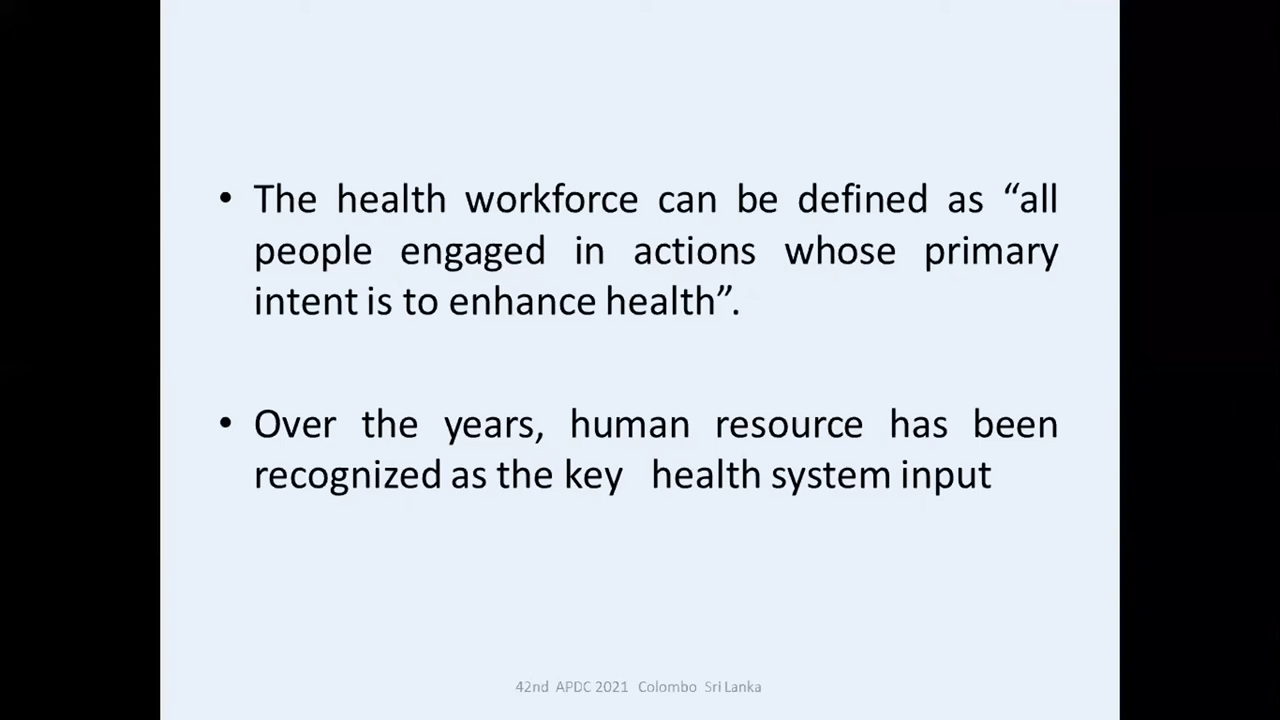 • The health workforce can be defined as “all
people engaged in actions whose primary
intent is to enhance health”.
• Over the years, human resource has been
recognized as the key health system input
42nd APDC 2021 Colombo Sri Lanka